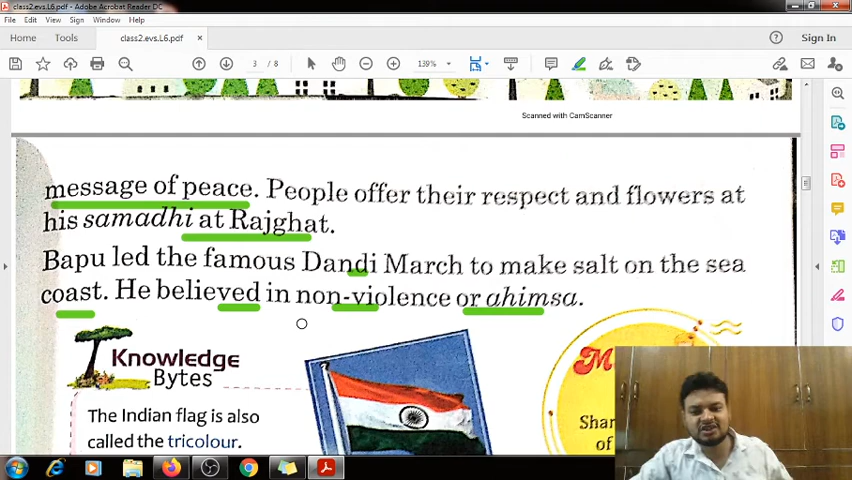 class2.evs.L6.pdf - Adobe Acrobat Reader DC
File Edit View Sign Window Help
Home Tools class2.evs.L6.pdf × Sign In
3 / 8 139%
Scanned with CamScanner
message of peace. People offer their respect and flowers at
his samadhi at Rajghat.
Bapu led the famous Dandi March to make salt on the sea
coast. He believed in non-violence or ahimsa.
Knowledge
Bytes
M
The Indian flag is also
called the tricolour.
Shar
of